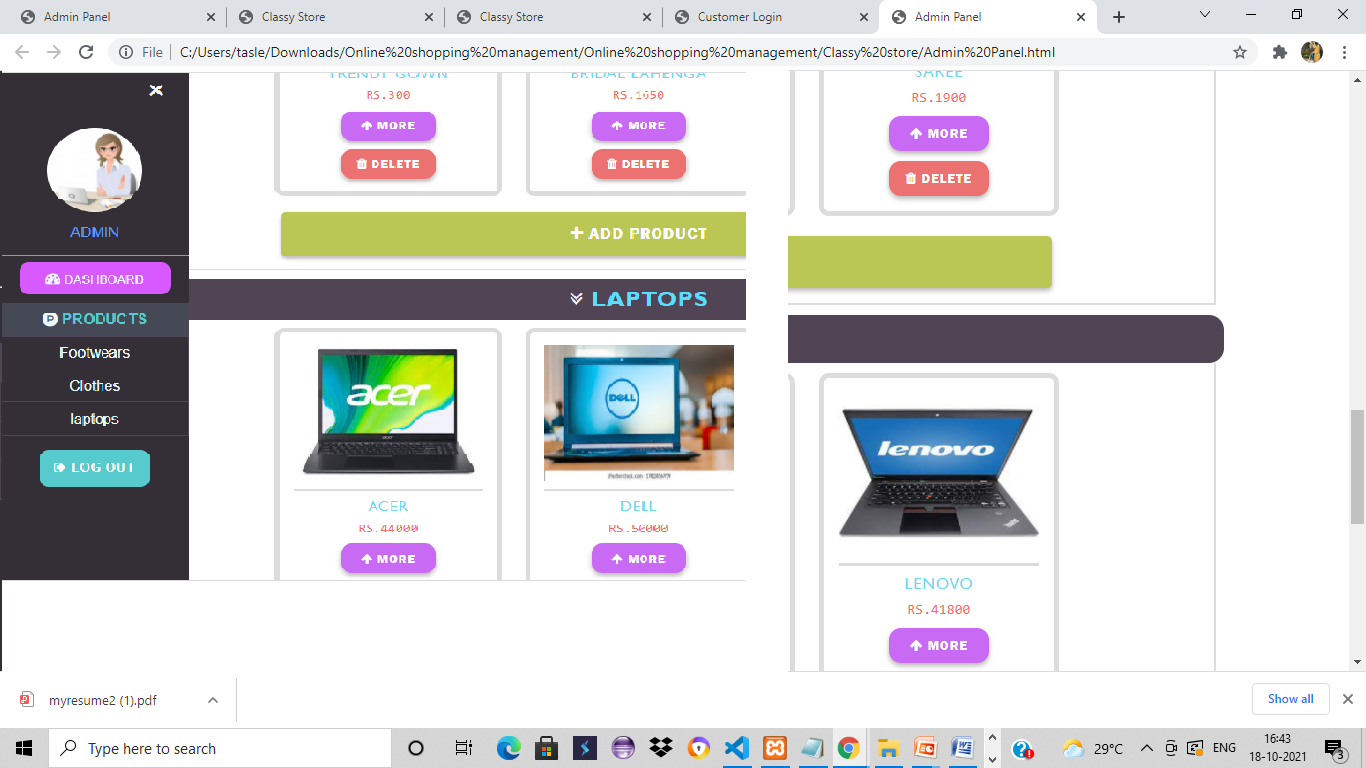 Admin Panel
Classy Store
Classy Store
Customer Login
Admin Panel
File
C:/Users/tasle/Downloads/Online%20shopping%20management/Online%20shopping%20management/Classy%20store/Admin%20Panel.html
TRENDY GOWN
BRIDAL LAHENGA
SAREE
RS.300
RS.1650
RS.1900
MORE
MORE
MORE
DELETE
DELETE
DELETE
ADMIN
ADD PRODUCT
DASHBOARD
PRODUCTS
LAPTOPS
Footwears
Clothes
laptops
LOG OUT
acer
DELL
lenovo
ACER
DELL
LENOVO
RS.44000
RS.50000
RS.41800
MORE
MORE
MORE
myresume2 (1).pdf
Show all
Type here to search
29°C
ENG
16:43
18-10-2021
3